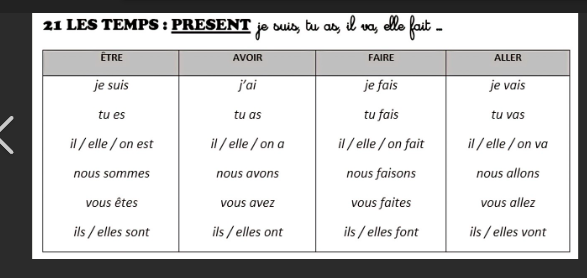 21 LES TEMPS : PRESENT je suis, tu as, il va, elle fait ...
ÊTRE AVOIR FAIRE ALLER
je suis j'ai je fais je vais
tu es tu as tu fais tu vas
il / elle / on est il / elle / on a il / elle / on fait il / elle / on va
nous sommes nous avons nous faisons nous allons
vous êtes vous avez vous faites vous allez
ils / elles sont ils / elles ont ils / elles font ils / elles vont